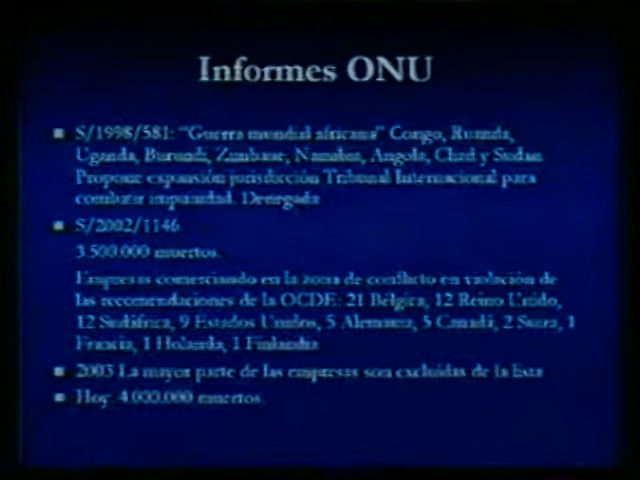 Informes ONU
S/1998/581: "Guerra mundial africana" Congo, Ruanda,
Uganda, Burundi, Zimbawe, Namibia, Angola, Chad y Sudan
Propone expansión jurisdicción Tribunal Internacional para
combatir impunidad. Denegada
S/2002/1146
3.500.000 muertos.
Empresas comerciando en la zona de conflicto en violación de
las recomendaciones de la OCDE: 21 Bélgica, 12 Reino Unido,
12 Sudáfrica, 9 Estados Unidos, 5 Alemania, 5 Canadá, 2 Suiza, 1
Francia, 1 Holanda, 1 Finlandia
2003 La mayor parte de las empresas son excluidas de la lista
Hoy: 4.000.000 muertos.